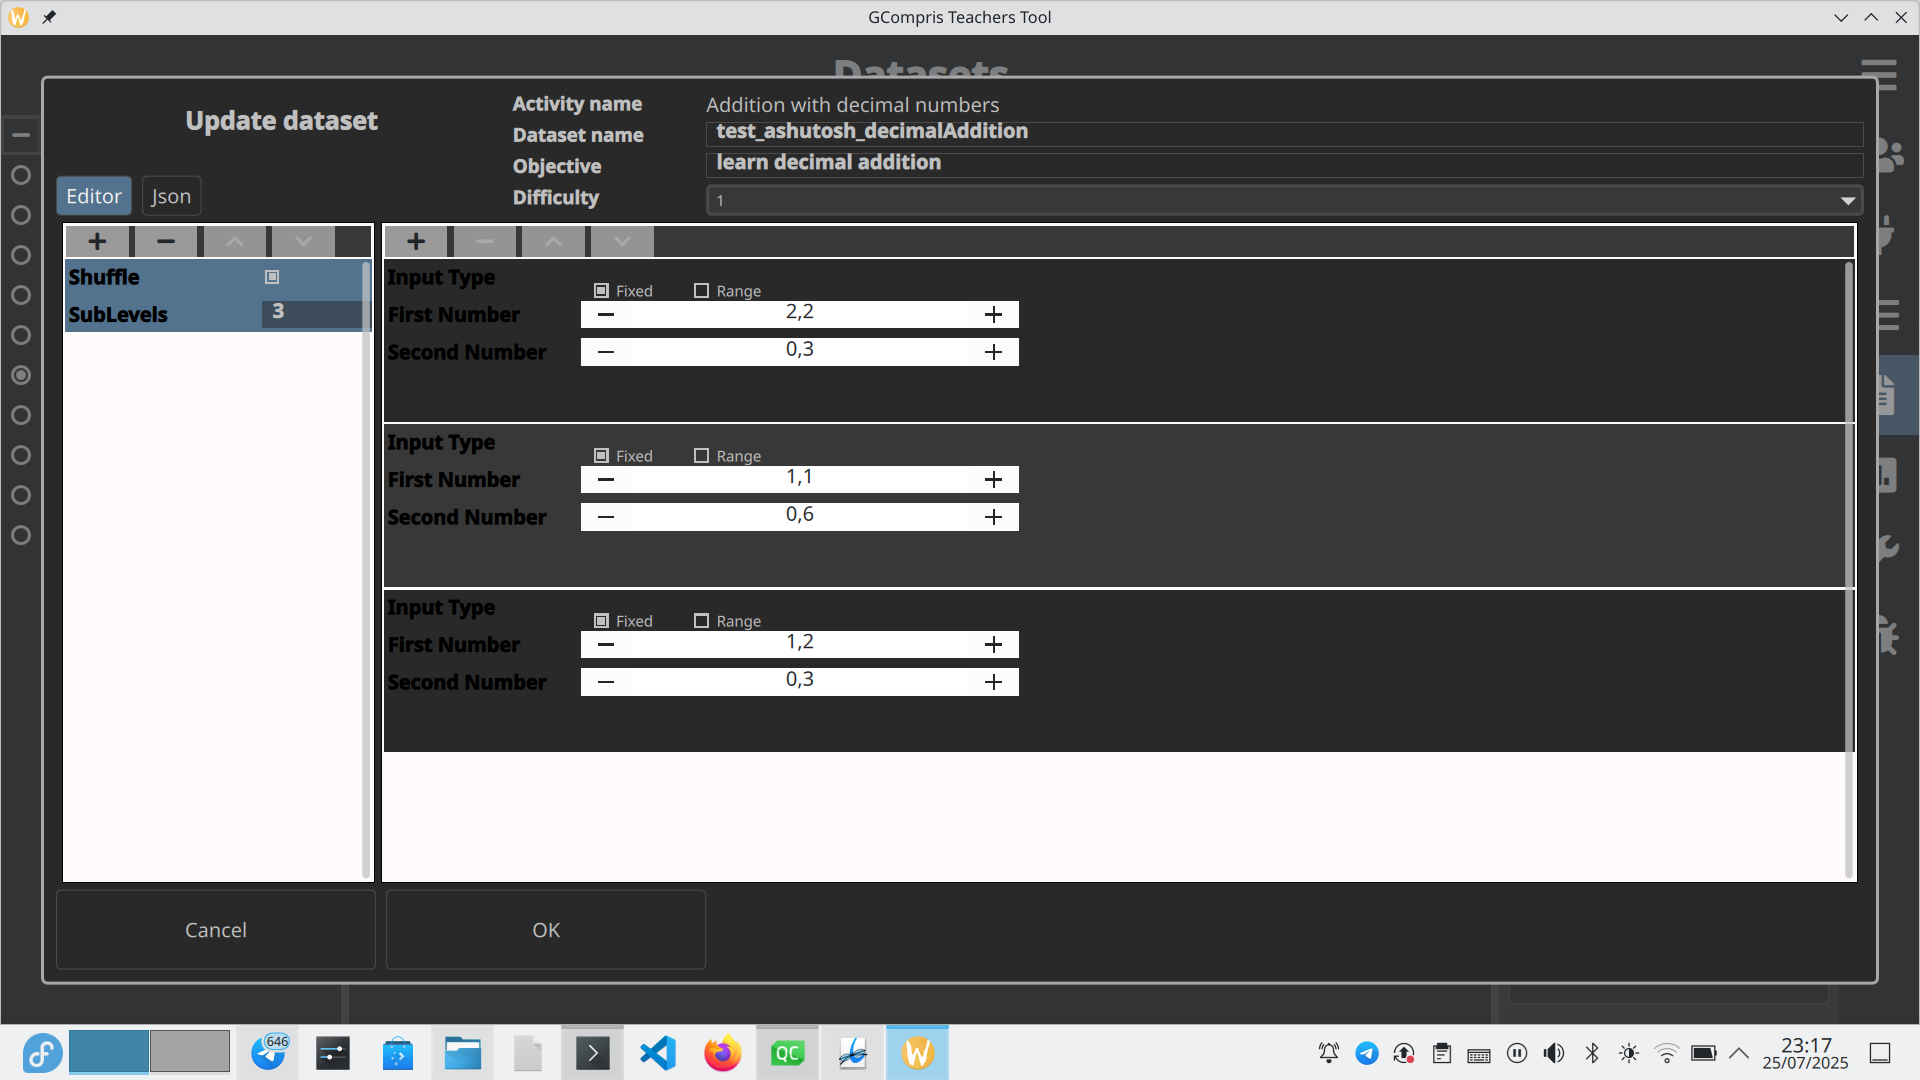 GCompris Teachers Tool
Datasets
Update dataset
Activity name
Addition with decimal numbers
Dataset name
test_ashutosh_decimalAddition
Objective
learn decimal addition
Difficulty
1
Editor
Json
Shuffle
SubLevels
3
Input Type
Fixed
Range
First Number
2,2
Second Number
0,3
Input Type
Fixed
Range
First Number
1,1
Second Number
0,6
Input Type
Fixed
Range
First Number
1,2
Second Number
0,3
Cancel
OK
646
QC
23:17
25/07/2025